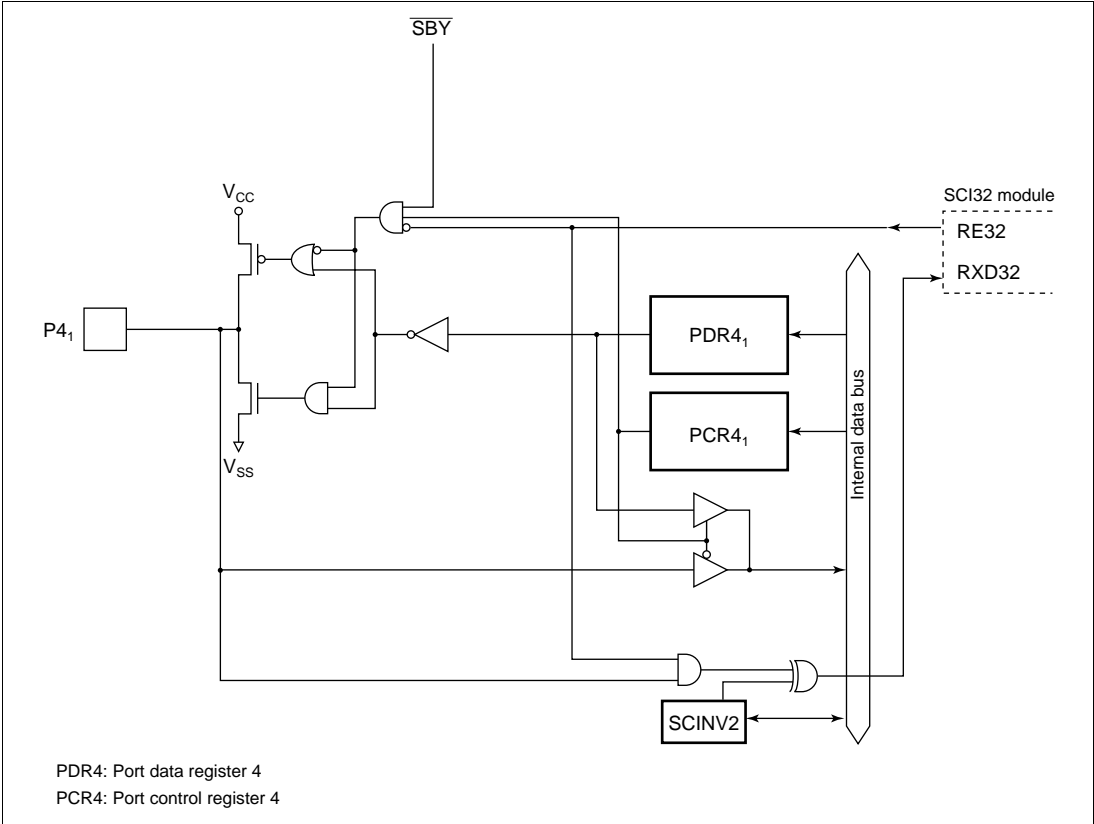 SBY
VCC
SCI32 module
RE32
RXD32
P41
PDR41
PCR41
Internal data bus
VSS
SCINV2
PDR4: Port data register 4
PCR4: Port control register 4